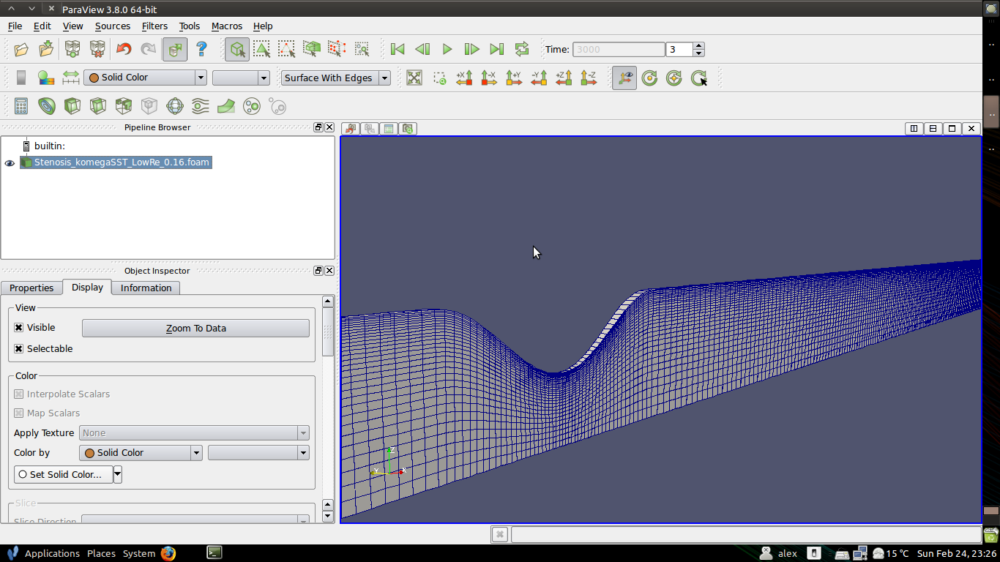 ParaView 3.8.0 64-bit
File Edit View Sources Filters Tools Macros Help
Time: 3000 3
Solid Color Surface With Edges +X -X +Y -Y +Z -Z
Pipeline Browser
builtin:
Stenosis_komegaSST_LowRe_0.16.foam
Object Inspector
Properties Display Information
View
Visible Zoom To Data
Selectable
Color
Interpolate Scalars
Map Scalars
Apply Texture None
Color by Solid Color
Set Solid Color...
Slice
Slice Direction
Z
Y X
Applications Places System alex 15 °C Sun Feb 24, 23:26